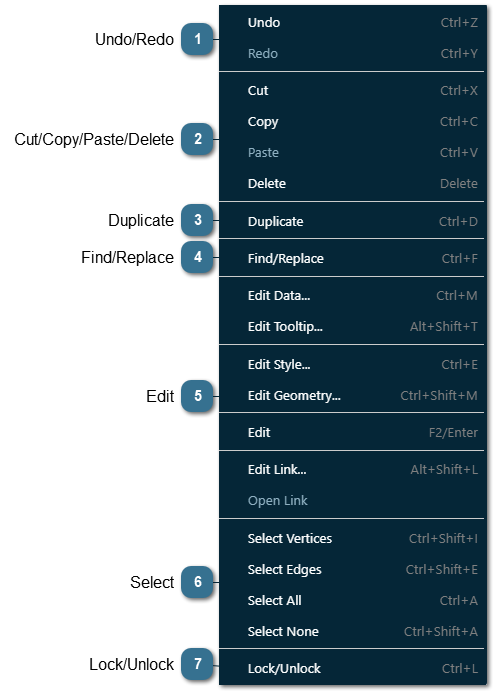 Undo Ctrl+Z
Undo/Redo 1
Redo Ctrl+Y
Cut Ctrl+X
Copy Ctrl+C
Cut/Copy/Paste/Delete 2
Paste Ctrl+V
Delete Delete
Duplicate 3 Duplicate Ctrl+D
Find/Replace 4 Find/Replace Ctrl+F
Edit Data... Ctrl+M
Edit Tooltip... Alt+Shift+T
Edit Style... Ctrl+E
Edit 5 Edit Geometry... Ctrl+Shift+M
Edit F2/Enter
Edit Link... Alt+Shift+L
Open Link
Select Vertices Ctrl+Shift+I
Select Edges Ctrl+Shift+E
Select 6
Select All Ctrl+A
Select None Ctrl+Shift+A
Lock/Unlock 7 Lock/Unlock Ctrl+L